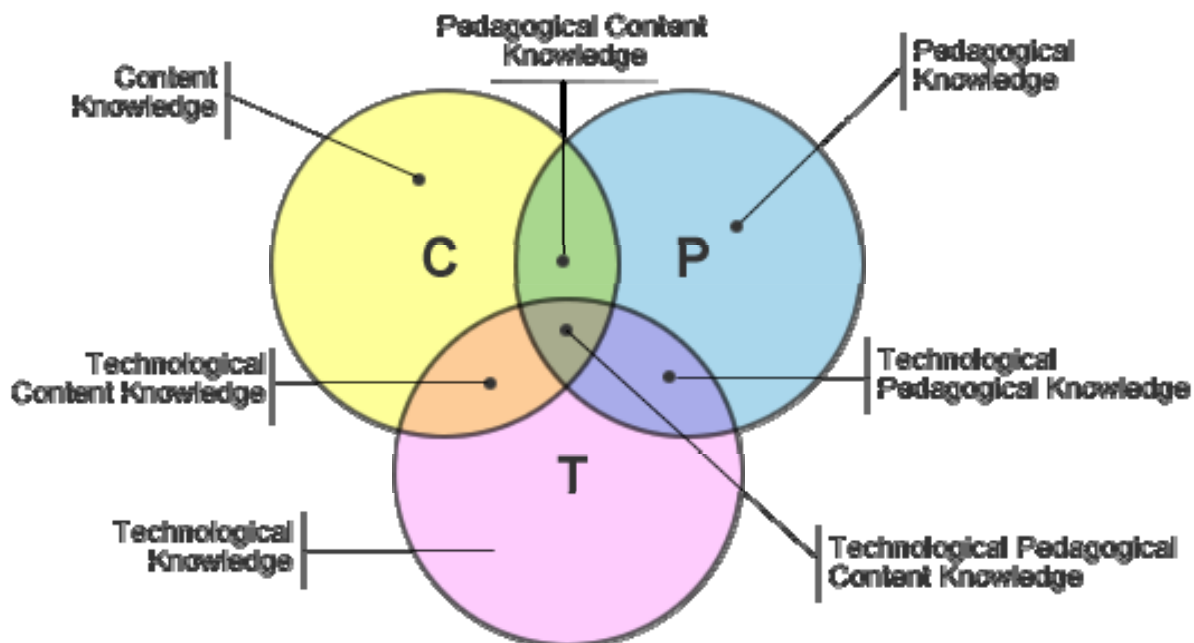 Pedagogical Content
Knowledge
Content
Knowledge
Pedagogical
Knowledge
C
P
Technological
Content Knowledge
Technological
Pedagogical Knowledge
T
Technological
Knowledge
Technological Pedagogical
Content Knowledge